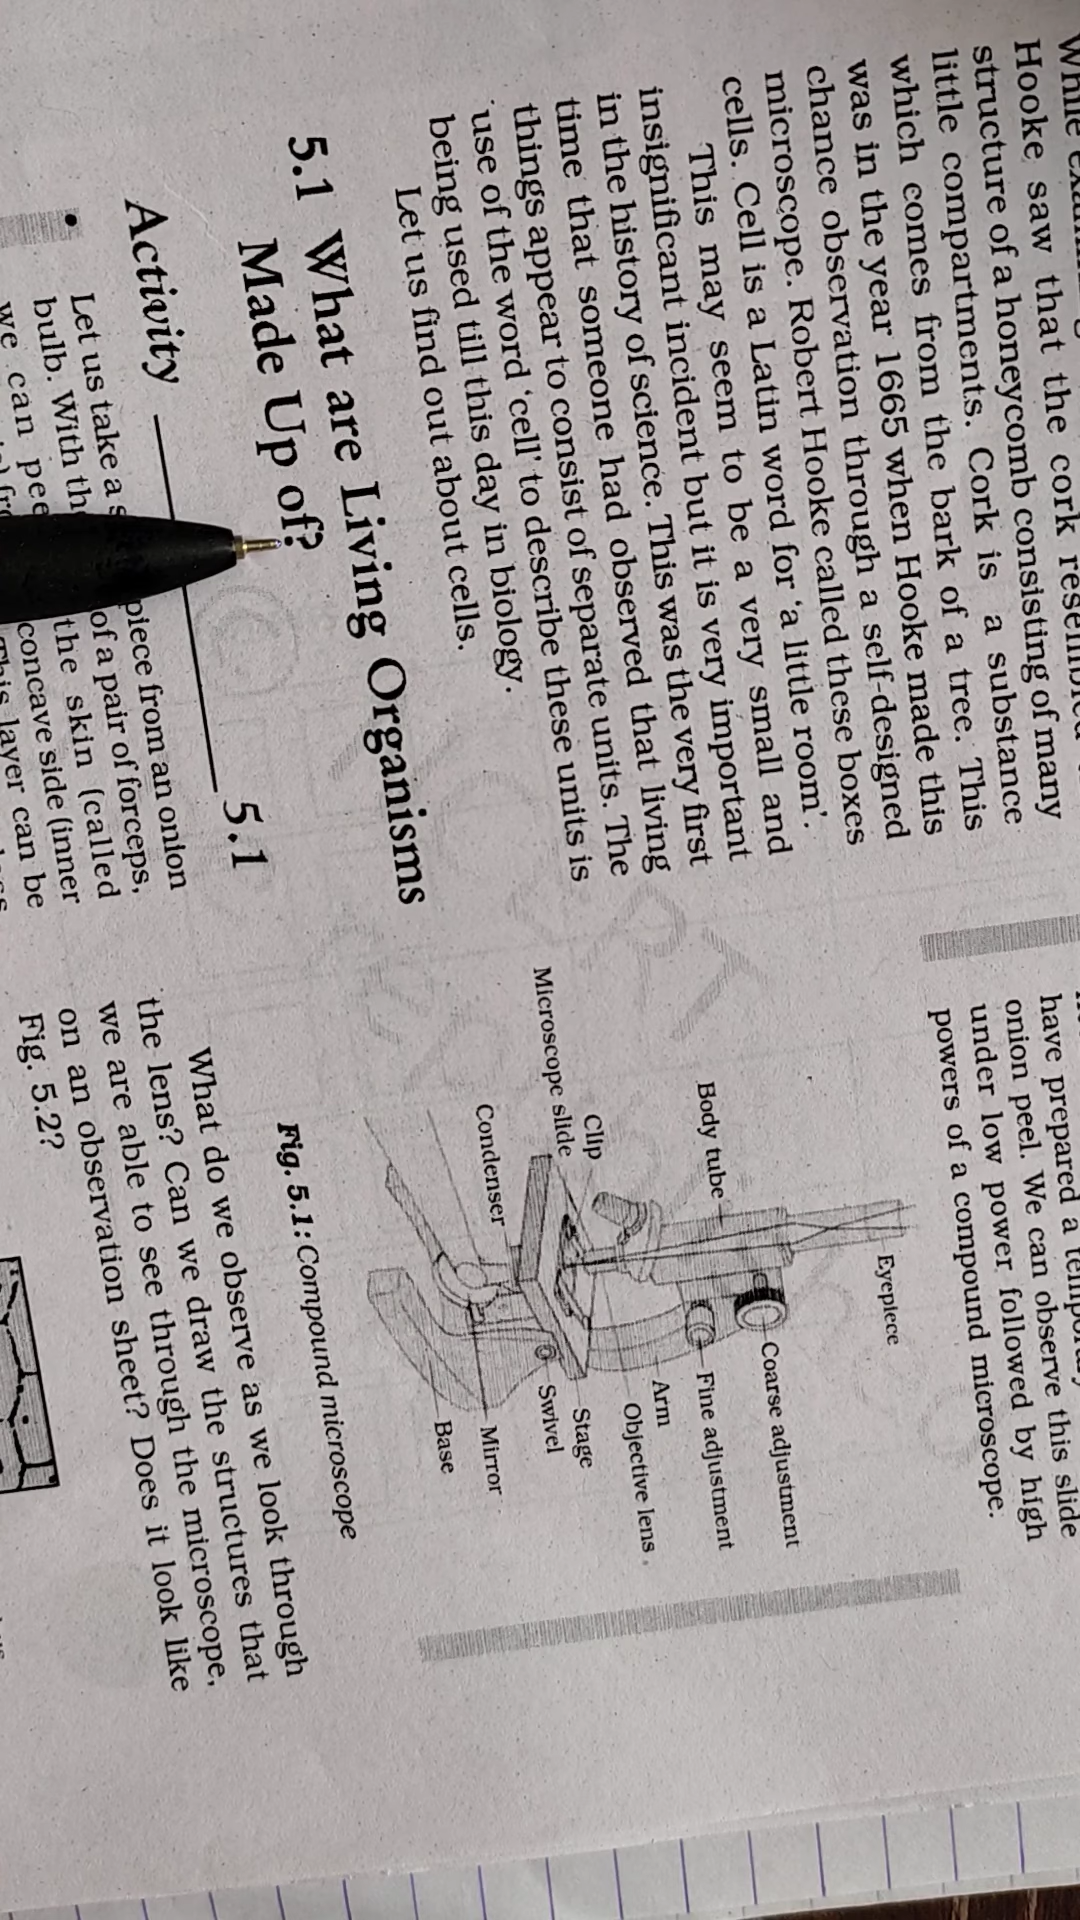 Hooke saw that the cork
structure of a honeycomb consisting of many
little compartments. Cork is a substance
which comes from the bark of a tree. This
was in the year 1665 when Hooke made this
chance observation through a self-designed
microscope. Robert Hooke called these boxes
cells. Cell is a Latin word for ‘a little room’.
This may seem to be a very small and
insignificant incident but it is very important
in the history of science. This was the very first
time that someone had observed that living
things appear to consist of separate units. The
use of the word ‘cell’ to describe these units is
being used till this day in biology.
Let us find out about cells.
5.1 What are Living Organisms
Made Up of?
Activity 5.1
• Let us take a piece from an onion
bulb. With of a pair of forceps,
we can the skin (called
concave side (inner
This layer can be
have prepared a
onion peel. We can observe this slide
under low power followed by high
powers of a compound microscope.
Eyepiece
Coarse adjustment
Body tube
Fine adjustment
Arm
Objective lens
Clip
Microscope slide
Stage
Swivel
Condenser
Mirror
Base
Fig. 5.1: Compound microscope
What do we observe as we look through
the lens? Can we draw the structures that
we are able to see through the microscope,
on an observation sheet? Does it look like
Fig. 5.2?